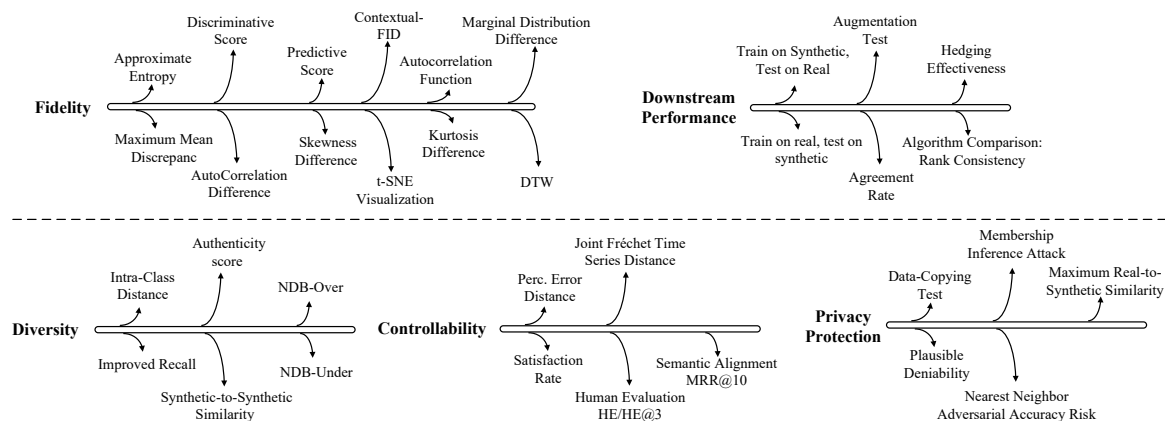 Fidelity
Approximate
Entropy
Discriminative
Score
Predictive
Score
Contextual-
FID
Autocorrelation
Function
Marginal Distribution
Difference
Maximum Mean
Discrepanc
AutoCorrelation
Difference
Skewness
Difference
t-SNE
Visualization
Kurtosis
Difference
DTW
Downstream
Performance
Train on Synthetic,
Test on Real
Augmentation
Test
Hedging
Effectiveness
Train on real, test on
synthetic
Agreement
Rate
Algorithm Comparison:
Rank Consistency
Diversity
Intra-Class
Distance
Authenticity
score
NDB-Over
Improved Recall
Synthetic-to-Synthetic
Similarity
NDB-Under
Controllability
Perc. Error
Distance
Joint Fréchet Time
Series Distance
Satisfaction
Rate
Human Evaluation
HE/HE@3
Semantic Alignment
MRR@10
Privacy
Protection
Data-Copying
Test
Membership
Inference Attack
Maximum Real-to-
Synthetic Similarity
Plausible
Deniability
Nearest Neighbor
Adversarial Accuracy Risk